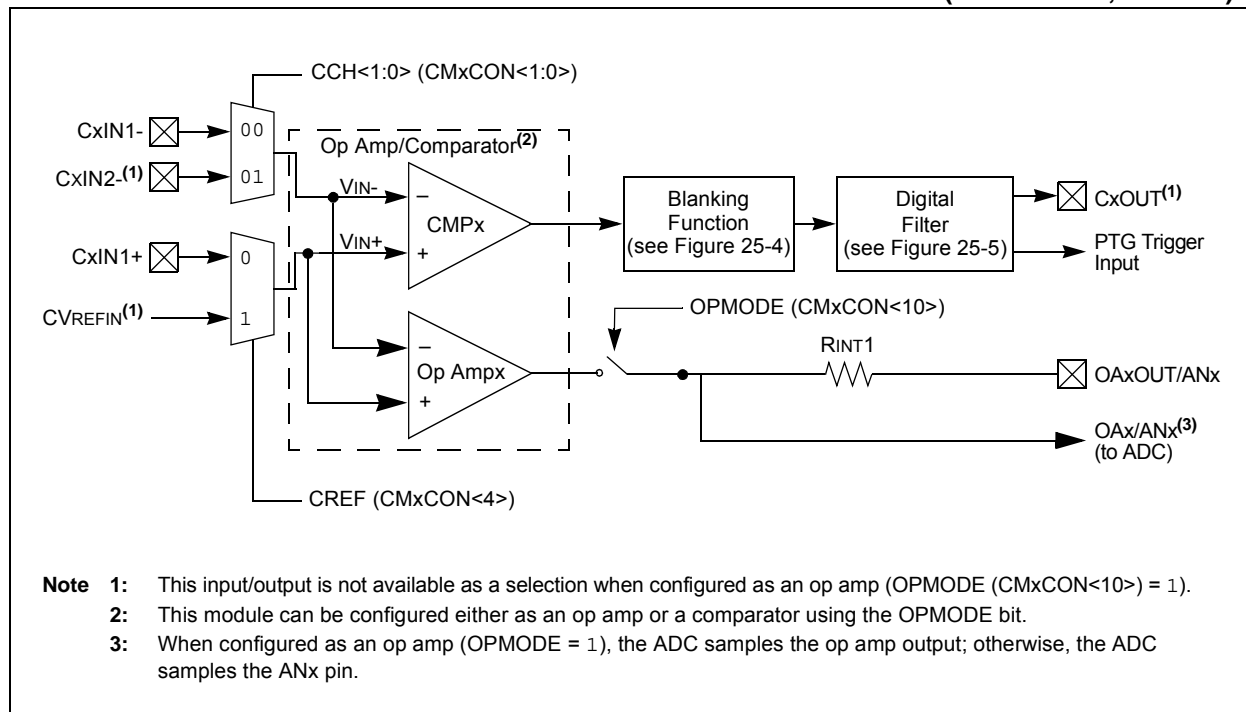 CCH<1:0> (CMxCON<1:0>)
CxIN1-
00
Op Amp/Comparator(2)
CxIN2-(1)
01
VIN-
–
CMPx
Blanking
Function
(see Figure 25-4)
Digital
Filter
(see Figure 25-5)
CxOUT(1)
CxIN1+
0
VIN+
+
PTG Trigger
Input
CVREFIN(1)
1
OPMODE (CMxCON<10>)
–
Op Ampx
+
RINT1
OAxOUT/ANx
OAx/ANx(3)
(to ADC)
CREF (CMxCON<4>)
Note 1: This input/output is not available as a selection when configured as an op amp (OPMODE (CMxCON<10>) = 1).
2: This module can be configured either as an op amp or a comparator using the OPMODE bit.
3: When configured as an op amp (OPMODE = 1), the ADC samples the op amp output; otherwise, the ADC
samples the ANx pin.